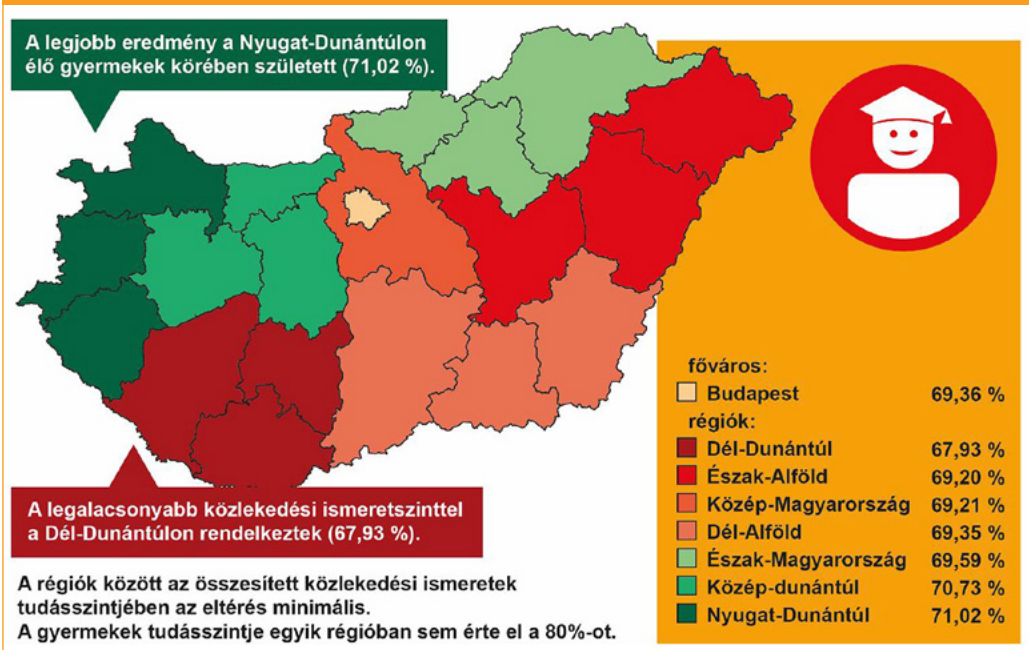 A legjobb eredmény a Nyugat-Dunántúlon
élő gyermekek körében született (71,02 %).
főváros:
Budapest 69,36 %
régiók:
Dél-Dunántúl 67,93 %
Észak-Alföld 69,20 %
Közép-Magyarország 69,21 %
Dél-Alföld 69,35 %
Észak-Magyarország 69,59 %
Közép-dunántúl 70,73 %
Nyugat-Dunántúl 71,02 %
A legalacsonyabb közlekedési ismeretszinttel
a Dél-Dunántúlon rendelkeztek (67,93 %).
A régiók között az összesített közlekedési ismeretek
tudásszintjében az eltérés minimális.
A gyermekek tudásszintje egyik régióban sem érte el a 80%-ot.